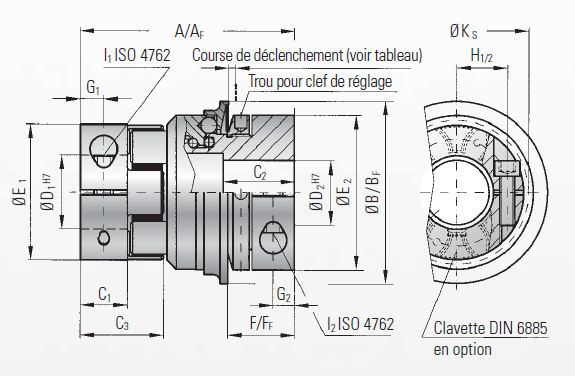 A/AF
ØKS
I1 ISO 4762
Course de déclenchement (voir tableau)
H1/2
G1
Trou pour clef de réglage
C2
ØE1
ØD1H7
ØD2H7
ØE2
ØB/BF
C1
G2
C3
F/FF
I2 ISO 4762
Clavette DIN 6885
en option